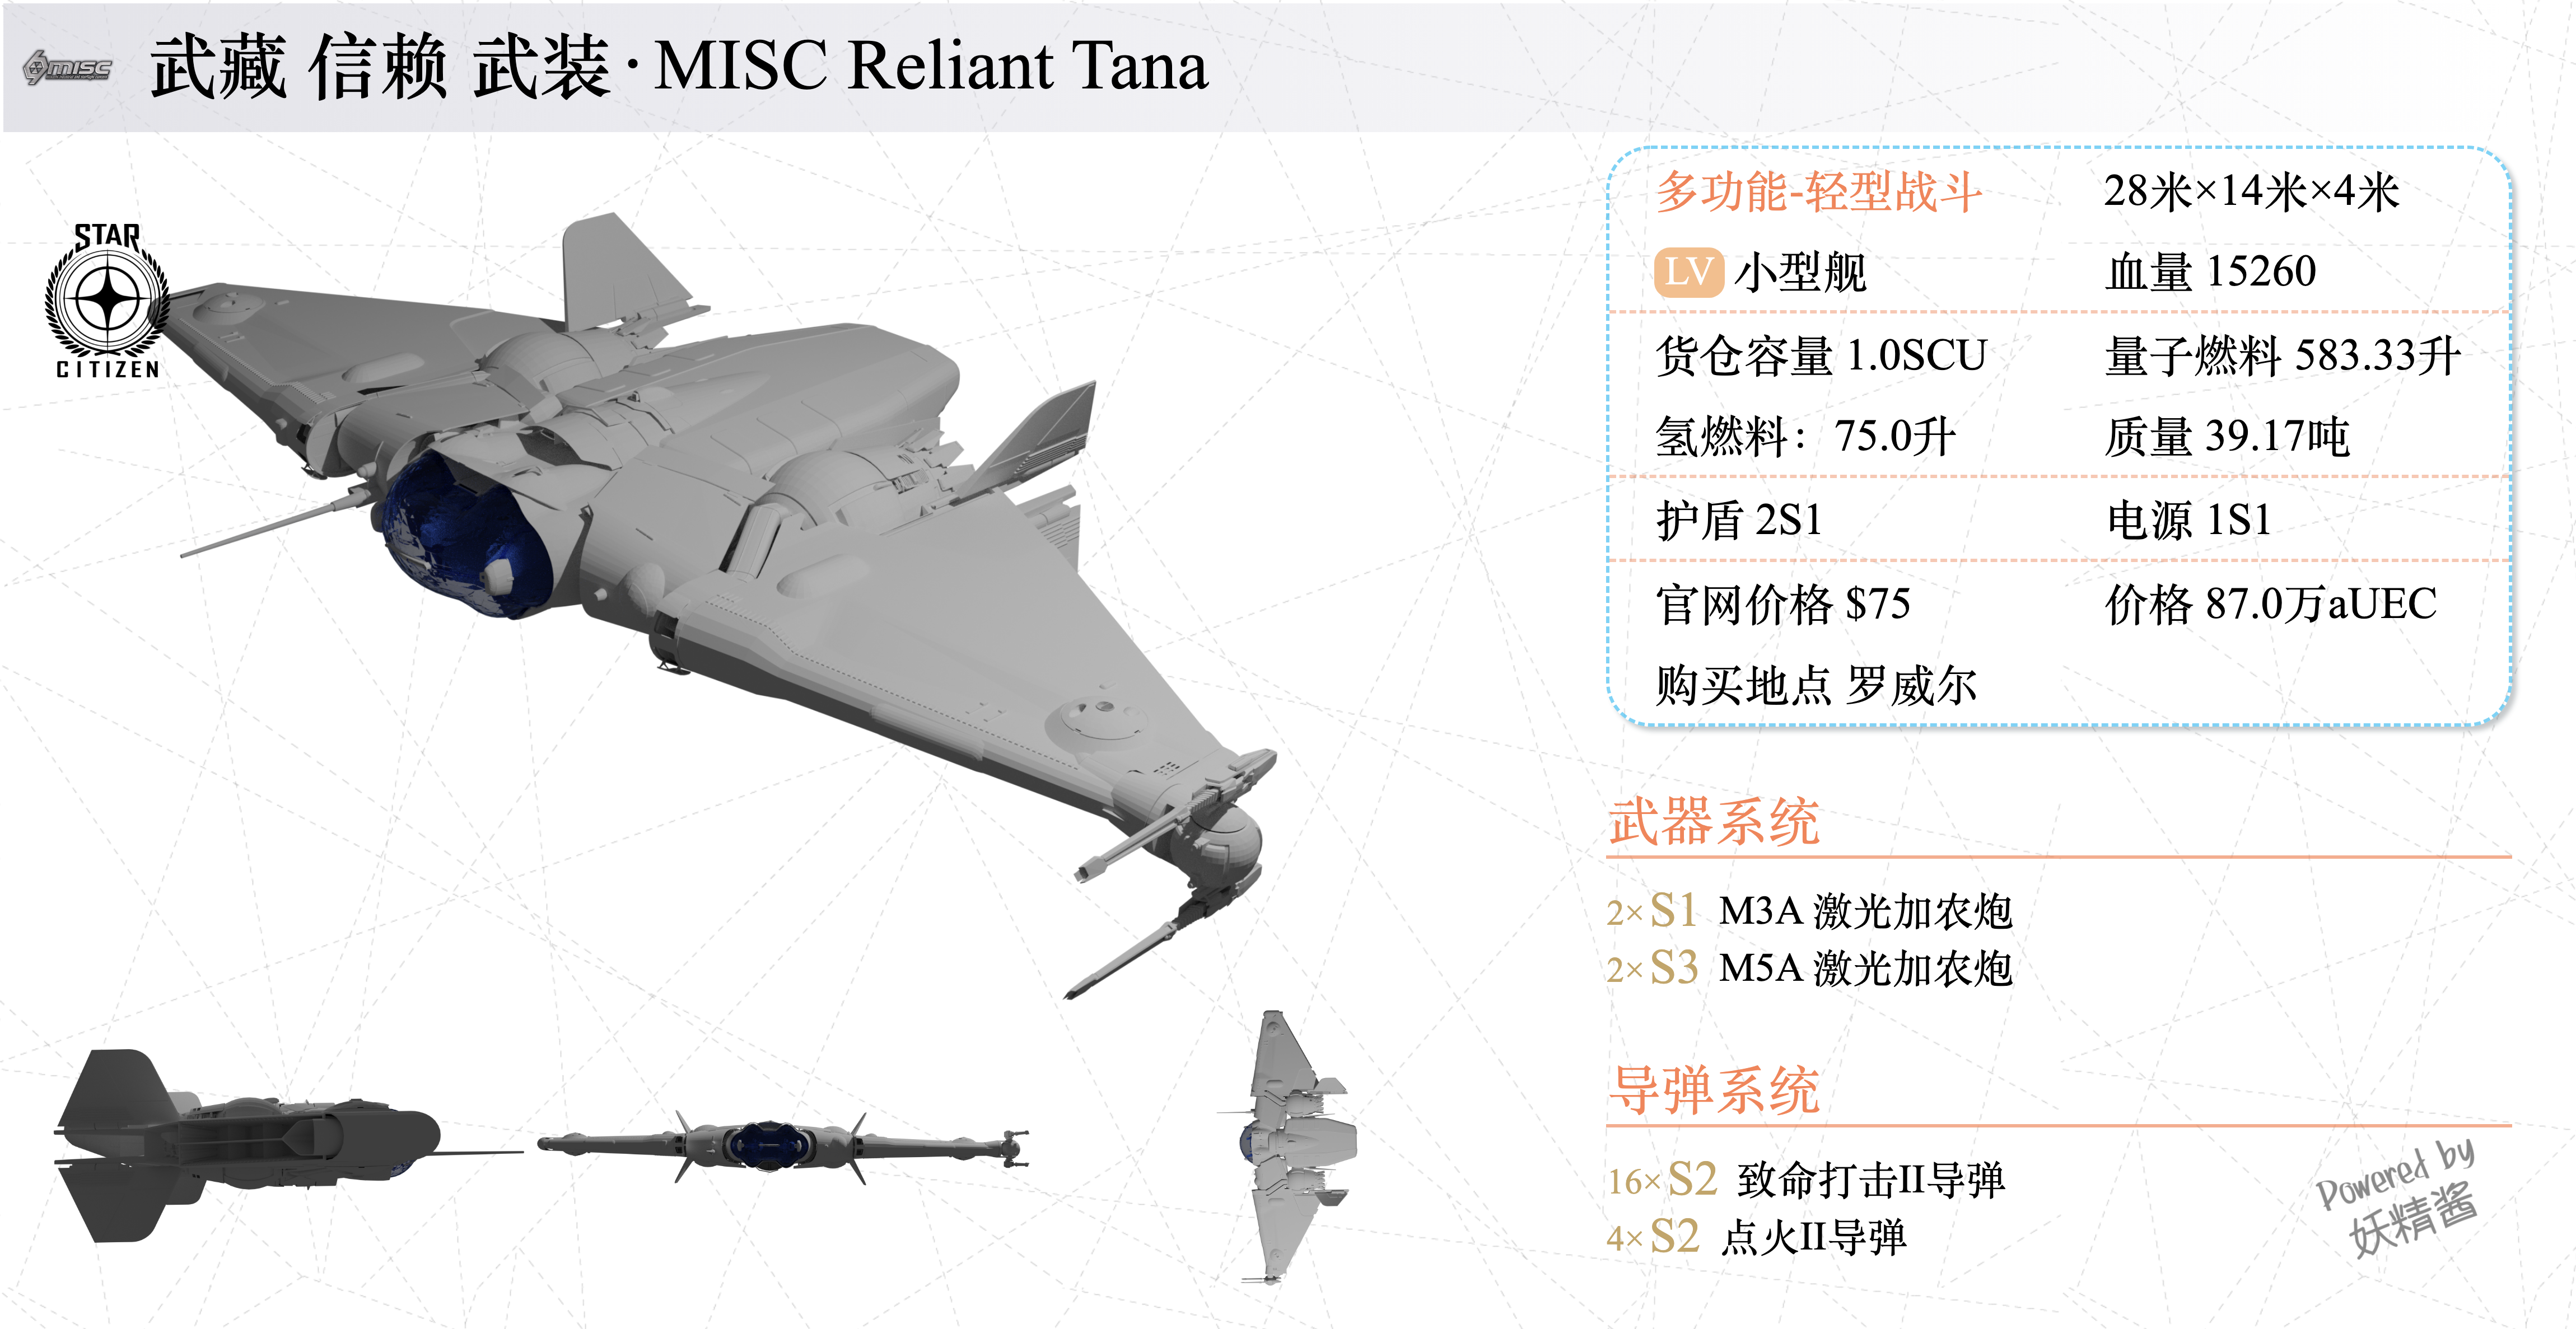 MISC 武藏 信赖 武装·MISC Reliant Tana
STAR
CITIZEN
多功能-轻型战斗 28米×14米×4米
LV 小型舰 血量 15260
货仓容量 1.0SCU 量子燃料 583.33升
氢燃料：75.0升 质量 39.17吨
护盾 2S1 电源 1S1
官网价格 $75 价格 87.0万aUEC
购买地点 罗威尔
武器系统
2× S1 M3A 激光加农炮
2× S3 M5A 激光加农炮
导弹系统
16× S2 致命打击II导弹
4× S2 点火II导弹
Powered by
妖精酱